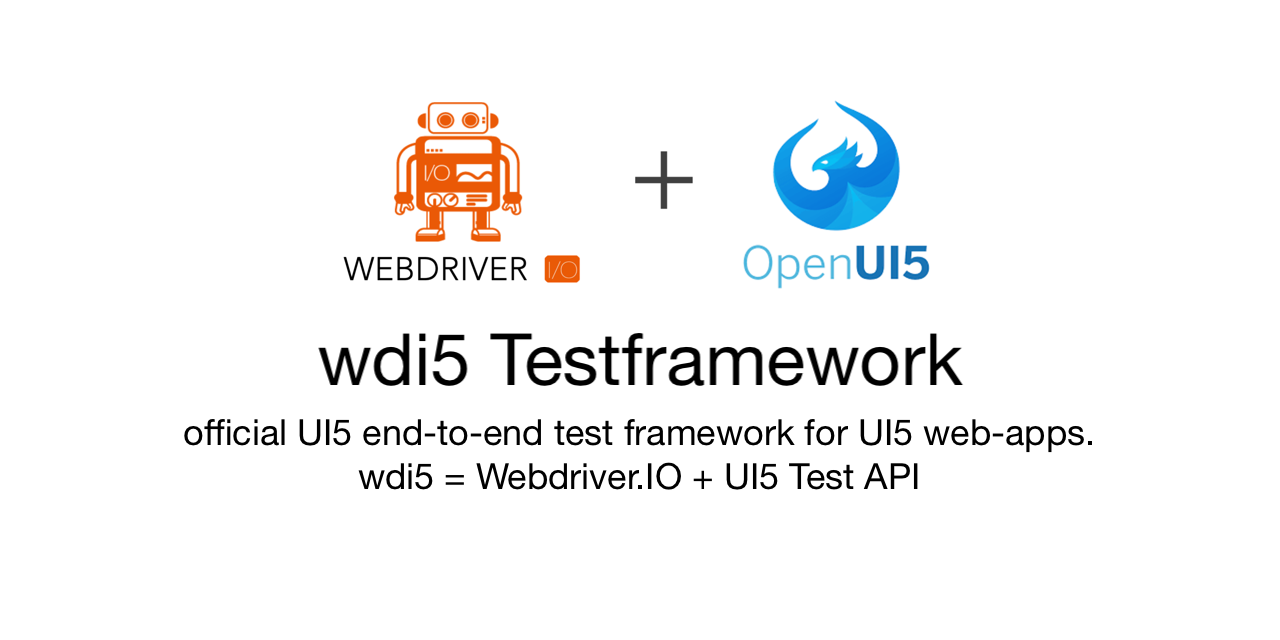 I/O
WEBDRIVER I/O
OpenUI5
wdi5 Testframework
official UI5 end-to-end test framework for UI5 web-apps.
wdi5 = Webdriver.IO + UI5 Test API